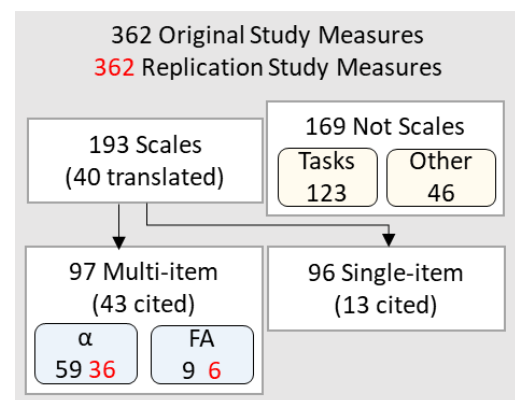 362 Original Study Measures
362 Replication Study Measures
193 Scales
(40 translated)
169 Not Scales
Tasks
123
Other
46
97 Multi-item
(43 cited)
α
59 36
FA
9 6
96 Single-item
(13 cited)